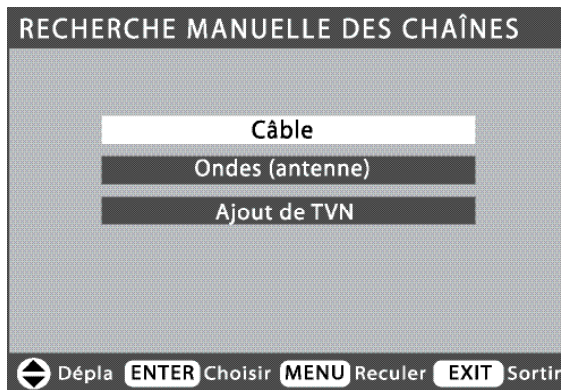 RECHERCHE MANUELLE DES CHAÎNES
Câble
Ondes (antenne)
Ajout de TVN
Dépla ENTER Choisir MENU Reculer EXIT Sortir